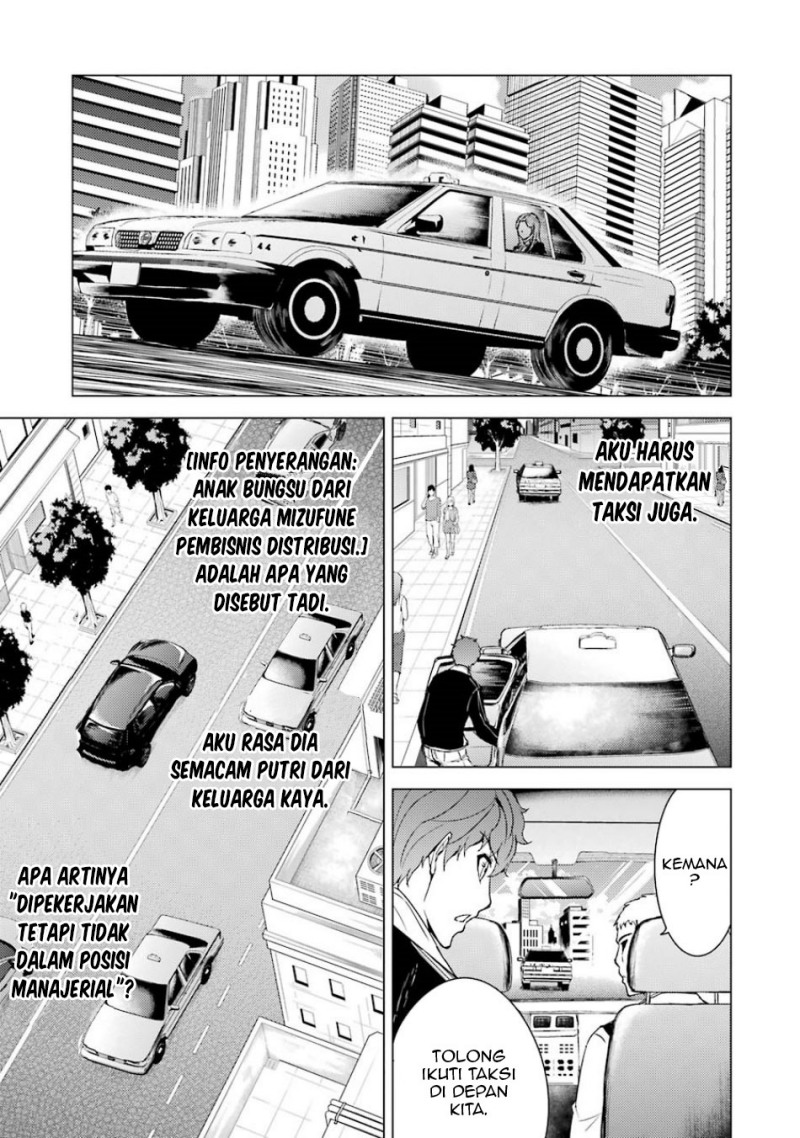 44
AKU HARUS
MENDAPATKAN
TAKSI JUGA.
KEMANA
?
TOLONG
IKUTI TAKSI
DI DEPAN
KITA.
[INFO PENYERANGAN:
ANAK BUNGSU DARI
KELUARGA MIZUFUNE
PEMBISNIS DISTRIBUSI.]
ADALAH APA YANG
DISEBUT TADI.
AKU RASA DIA
SEMACAM PUTRI DARI
KELUARGA KAYA.
APA ARTINYA
"DIPEKERJAKAN
TETAPI TIDAK
DALAM POSISI
MANAJERIAL"?